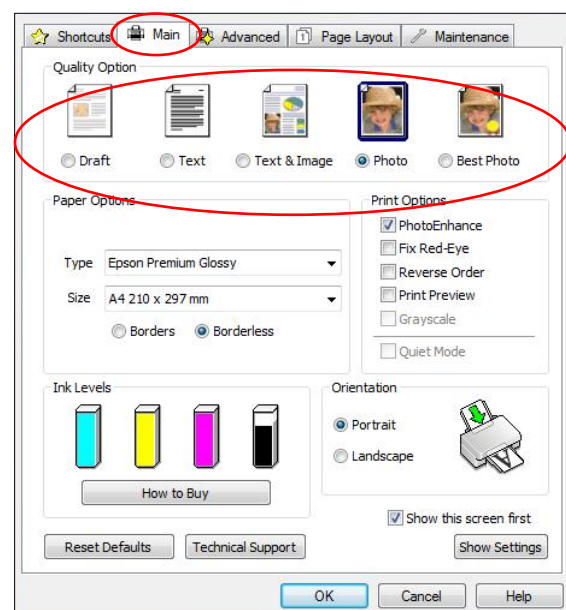 Shortcuts Main Advanced 1 Page Layout Maintenance
Quality Option
Draft Text Text & Image Photo Best Photo
Paper Options
Type Epson Premium Glossy
Size A4 210 x 297 mm
Borders Borderless
Print Options
PhotoEnhance
Fix Red-Eye
Reverse Order
Print Preview
Grayscale
Quiet Mode
Ink Levels
How to Buy
Orientation
Portrait
Landscape
Show this screen first
Reset Defaults Technical Support Show Settings
OK Cancel Help